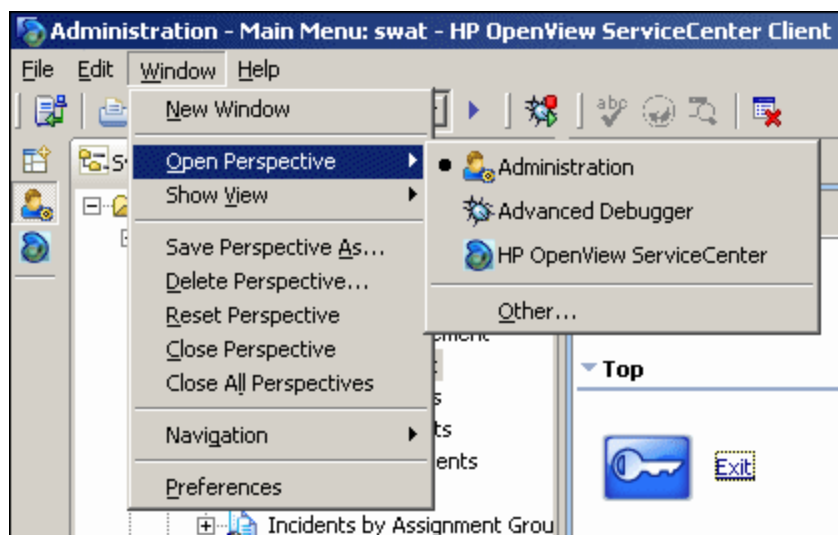 Administration - Main Menu: swat - HP OpenView ServiceCenter Client
File Edit Window Help
New Window
Open Perspective
Show View
Save Perspective As...
Delete Perspective...
Reset Perspective
Close Perspective
Close All Perspectives
Navigation
Preferences
Administration
Advanced Debugger
HP OpenView ServiceCenter
Other...
abc
Top
Exit
Incidents by Assignment Grou